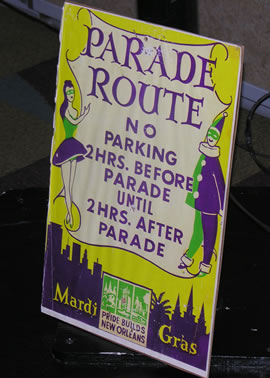 PARADE
ROUTE
NO
PARKING
2HRS. BEFORE
PARADE
UNTIL
2HRS. AFTER
PARADE
Mardi Gras
PRIDE BUILDS
NEW ORLEANS